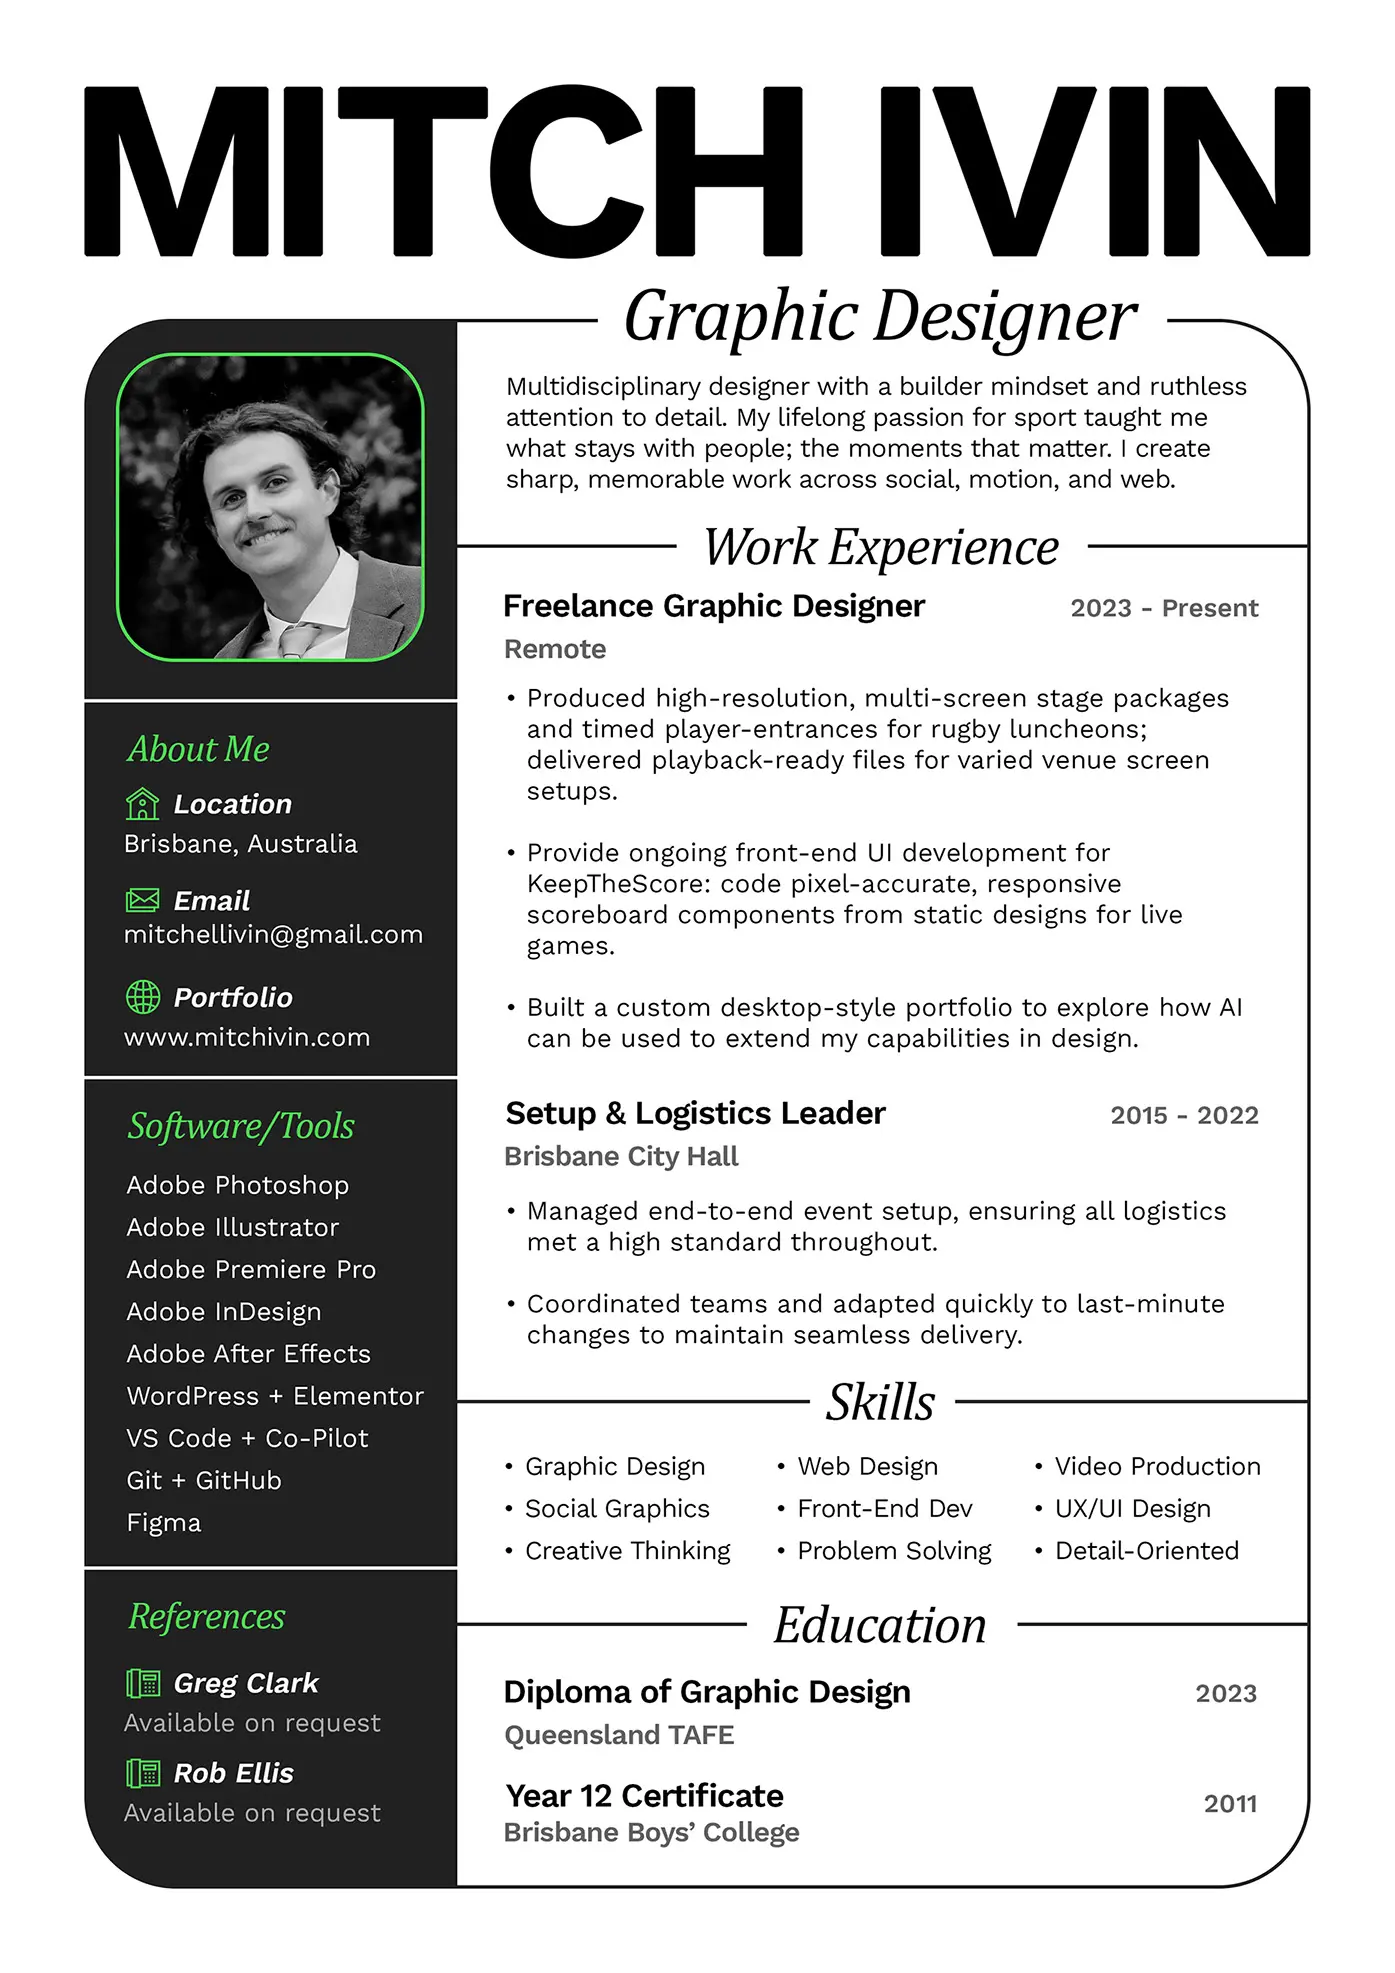 MITCH IVIN
Graphic Designer
Multidisciplinary designer with a builder mindset and ruthless
attention to detail. My lifelong passion for sport taught me
what stays with people; the moments that matter. I create
sharp, memorable work across social, motion, and web.
About Me
Location
Brisbane, Australia
Email
mitchellivin@gmail.com
Portfolio
www.mitchivin.com
Software/Tools
Adobe Photoshop
Adobe Illustrator
Adobe Premiere Pro
Adobe InDesign
Adobe After Effects
WordPress + Elementor
VS Code + Co-Pilot
Git + GitHub
Figma
References
Greg Clark
Available on request
Rob Ellis
Available on request
Work Experience
Freelance Graphic Designer 2023 - Present
Remote
• Produced high-resolution, multi-screen stage packages
and timed player-entrances for rugby luncheons;
delivered playback-ready files for varied venue screen
setups.
• Provide ongoing front-end UI development for
KeepTheScore: code pixel-accurate, responsive
scoreboard components from static designs for live
games.
• Built a custom desktop-style portfolio to explore how AI
can be used to extend my capabilities in design.
Setup & Logistics Leader 2015 - 2022
Brisbane City Hall
• Managed end-to-end event setup, ensuring all logistics
met a high standard throughout.
• Coordinated teams and adapted quickly to last-minute
changes to maintain seamless delivery.
Skills
• Graphic Design • Web Design • Video Production
• Social Graphics • Front-End Dev • UX/UI Design
• Creative Thinking • Problem Solving • Detail-Oriented
Education
Diploma of Graphic Design 2023
Queensland TAFE
Year 12 Certificate 2011
Brisbane Boys’ College